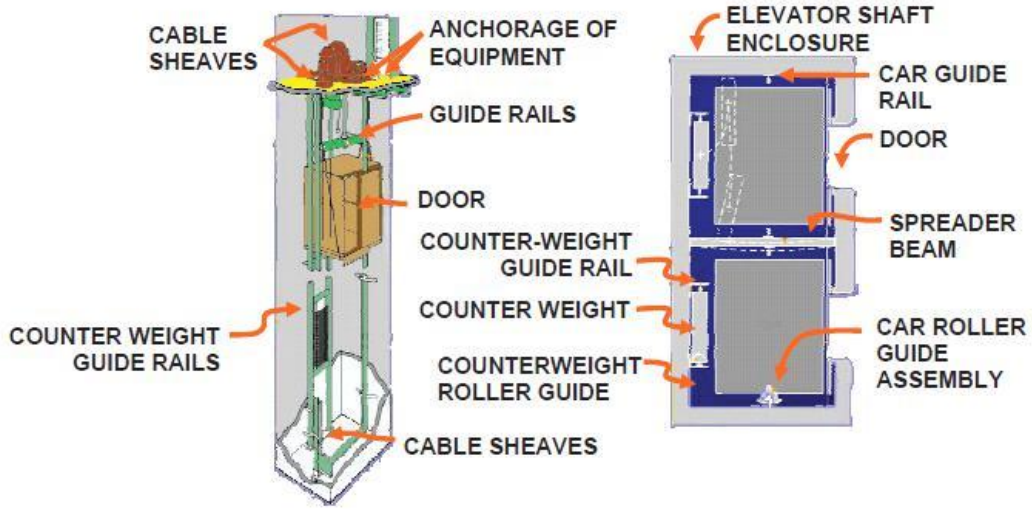 CABLE
SHEAVES
ANCHORAGE OF
EQUIPMENT
GUIDE RAILS
DOOR
COUNTER WEIGHT
GUIDE RAILS
CABLE SHEAVES
ELEVATOR SHAFT
ENCLOSURE
CAR GUIDE
RAIL
DOOR
SPREADER
BEAM
COUNTER-WEIGHT
GUIDE RAIL
COUNTER WEIGHT
COUNTERWEIGHT
ROLLER GUIDE
CAR ROLLER
GUIDE
ASSEMBLY